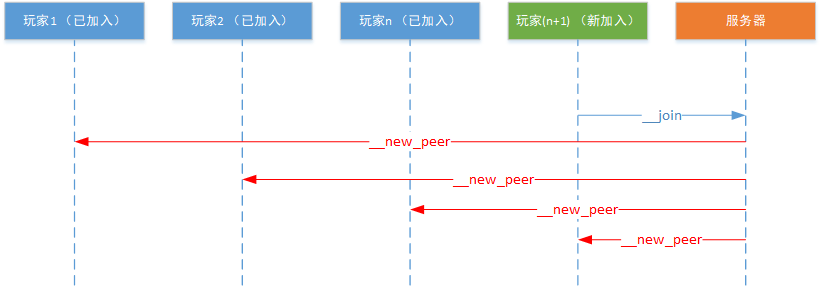 玩家1（已加入）
玩家2（已加入）
玩家n（已加入）
玩家(n+1)（新加入）
服务器
__join
__new_peer
__new_peer
__new_peer
__new_peer